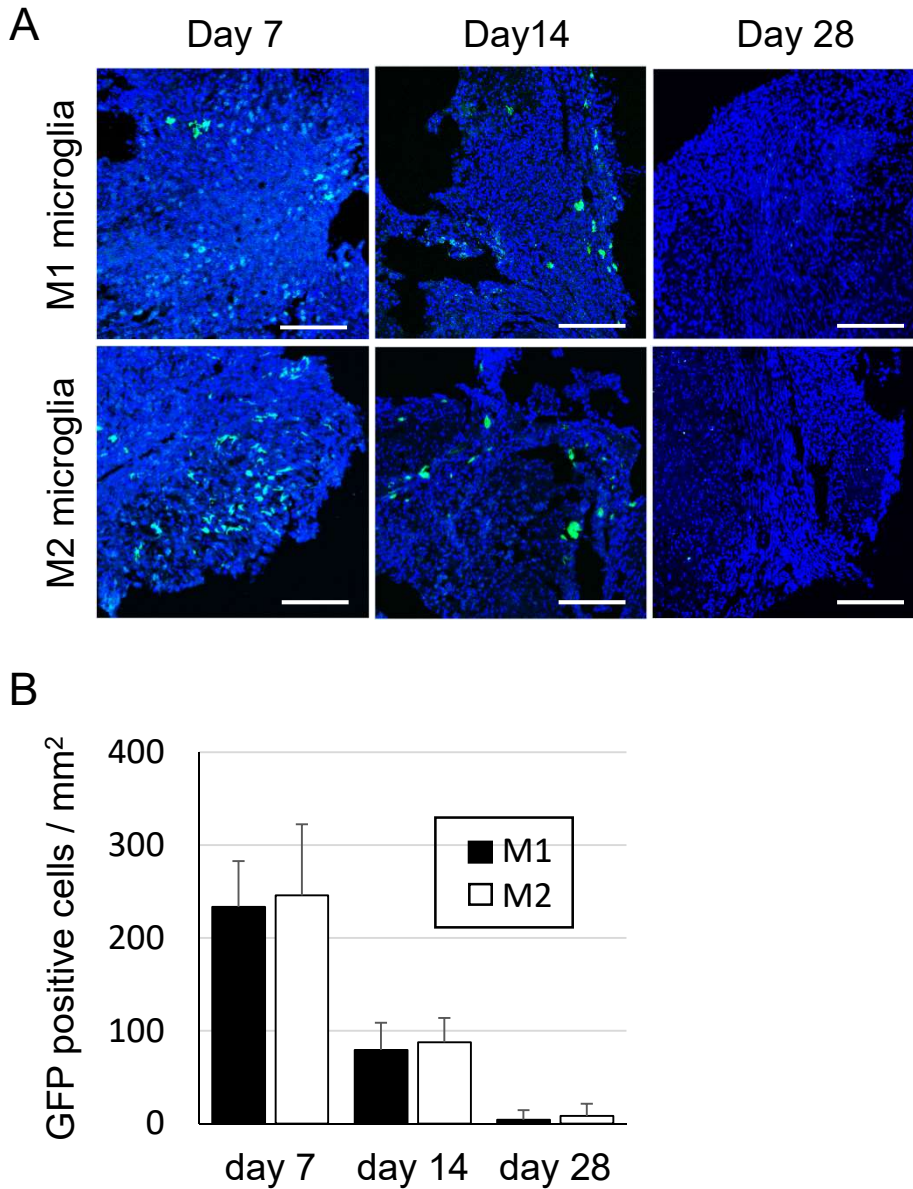 A
Day 7
Day14
Day 28
M1 microglia
M2 microglia
B
GFP positive cells / mm²
400
300
200
100
0
M1
M2
day 7
day 14
day 28